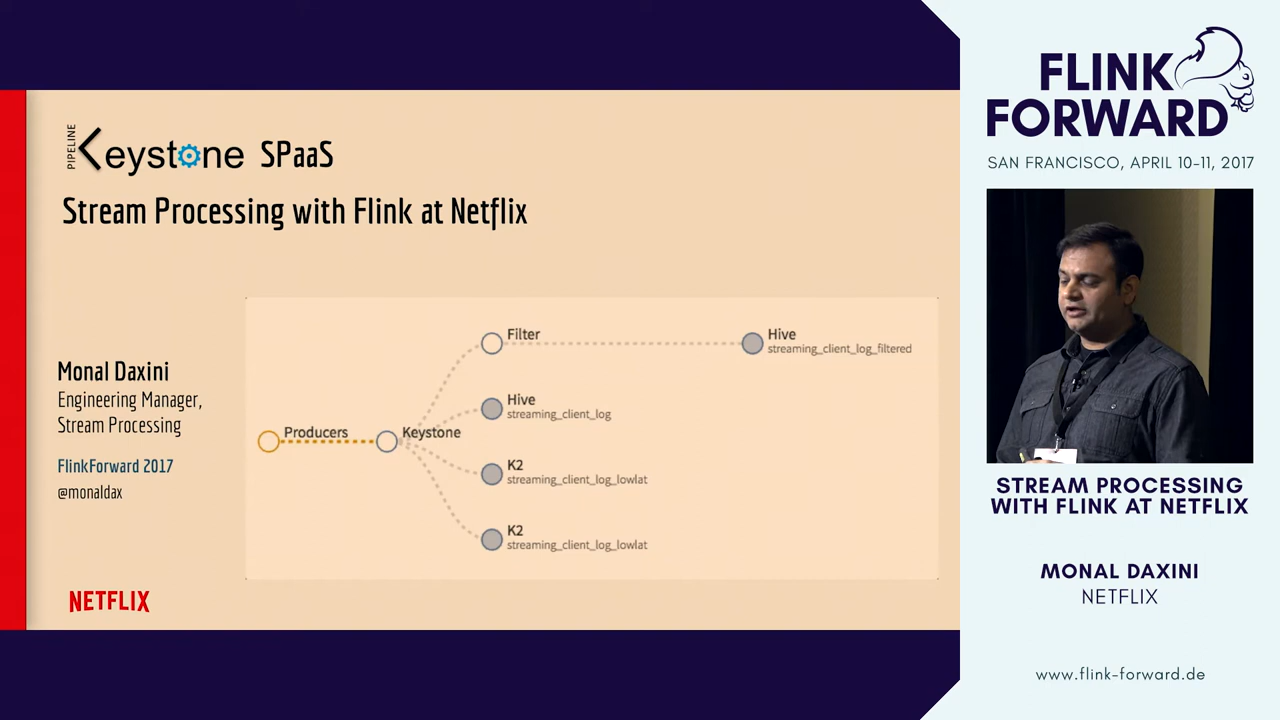 PIPELINE
Keystone SPaaS
Stream Processing with Flink at Netflix
Monal Daxini
Engineering Manager,
Stream Processing
FlinkForward 2017
@monaldax
NETFLIX
Producers
Keystone
Filter
Hive
streaming_client_log_filtered
Hive
streaming_client_log
K2
streaming_client_log_lowlat
K2
streaming_client_log_lowlat
FLINK
FORWARD
SAN FRANCISCO, APRIL 10-11, 2017
STREAM PROCESSING
WITH FLINK AT NETFLIX
MONAL DAXINI
NETFLIX
www.flink-forward.de